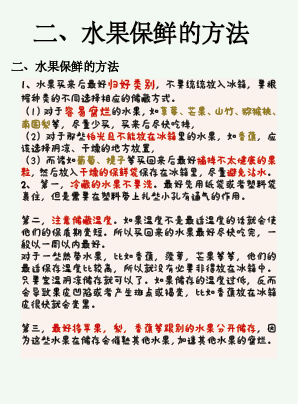 二、水果保鲜的方法
二、水果保鲜的方法
1、水果买来后最好归好类别，不要统统放入冰箱，要根
据种类的不同选择相应的储藏方式。
（1）对于容易腐烂的水果，如草莓、芒果、山竹、猕猴桃、
南国梨等，尽量少买，买来后尽快吃掉。
（2）对于那些怕光且不能放在冰箱里的水果，如香蕉，应
该选择阴凉、干燥的地方放置。
（3）而诸如葡萄、提子等买回来后最好摘掉不太健康的果
粒，然后放入干燥的保鲜袋保存在冰箱里，尽量避免沾水。
2、 第一，冷藏的水果不要洗。最好先用纸袋或者塑料袋
装住，但是需要在塑料带上扎些小孔有通气的作用。
第二，注意储藏温度。如果温度不是最适温度的话就会使
他们的保质期变短。所以买回来的水果最好尽快吃完，一
般以一周以内最好。
对于一些热带水果，比如香蕉，菠萝，芒果等等，他们的
最适保存温度比较高，所以就没有必要非得放在冰箱中。
只要室温阴凉储存就可以了。如果储存的温度过低，反而
会导致果皮凹陷或者产生斑点或褐变，比如香蕉放在冰箱
皮很快就会变黑。
第三，最好将苹果，梨，香蕉等跟别的水果分开储存，因
为这些水果在储存会催熟其他水果，加速其他水果的腐烂。